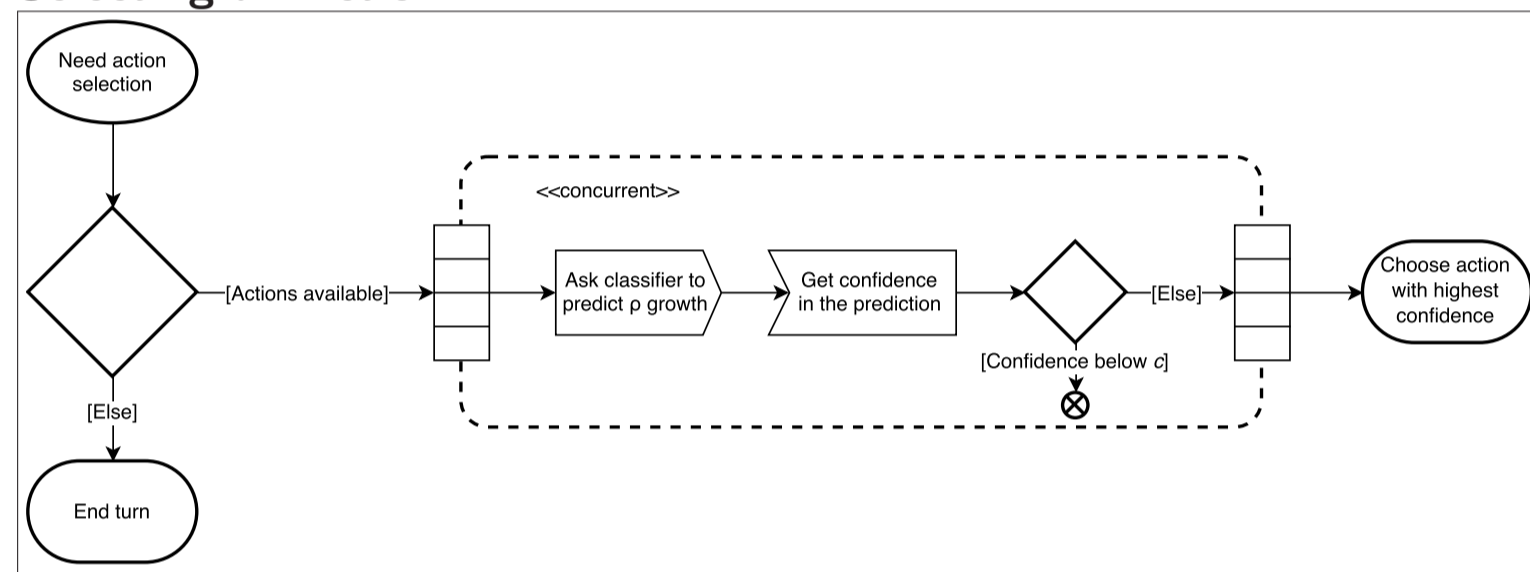 Need action
selection
<<concurrent>>
[Actions available]
Ask classifier to
predict ρ growth
Get confidence
in the prediction
[Else]
Choose action
with highest
confidence
[Confidence below c]
[Else]
End turn